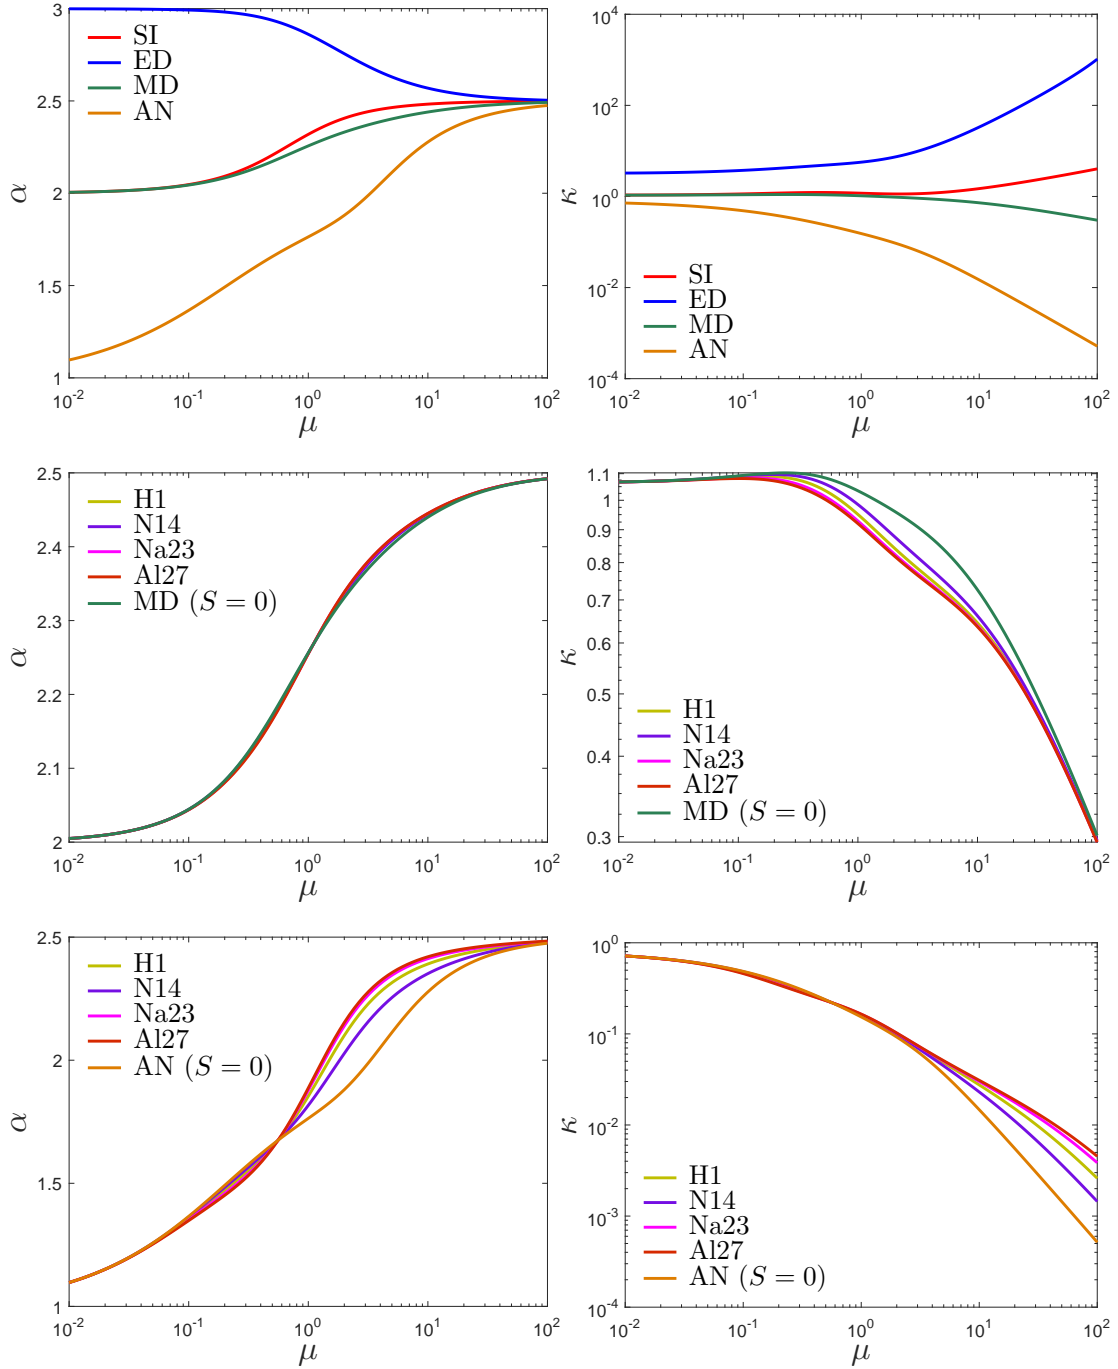 3
2.5
2
1.5
1
α
SI
ED
MD
AN
10^-2
10^-1
10^0
10^1
10^2
μ
10^4
10^2
10^0
10^-2
10^-4
κ
SI
ED
MD
AN
10^-2
10^-1
10^0
10^1
10^2
μ
2.5
2.4
2.3
2.2
2.1
2
α
H1
N14
Na23
Al27
MD (S = 0)
10^-2
10^-1
10^0
10^1
10^2
μ
1.1
1
0.9
0.8
0.7
0.6
0.5
0.4
0.3
κ
H1
N14
Na23
Al27
MD (S = 0)
10^-2
10^-1
10^0
10^1
10^2
μ
2.5
2
1.5
1
α
H1
N14
Na23
Al27
AN (S = 0)
10^-2
10^-1
10^0
10^1
10^2
μ
10^0
10^-1
10^-2
10^-3
10^-4
κ
H1
N14
Na23
Al27
AN (S = 0)
10^-2
10^-1
10^0
10^1
10^2
μ